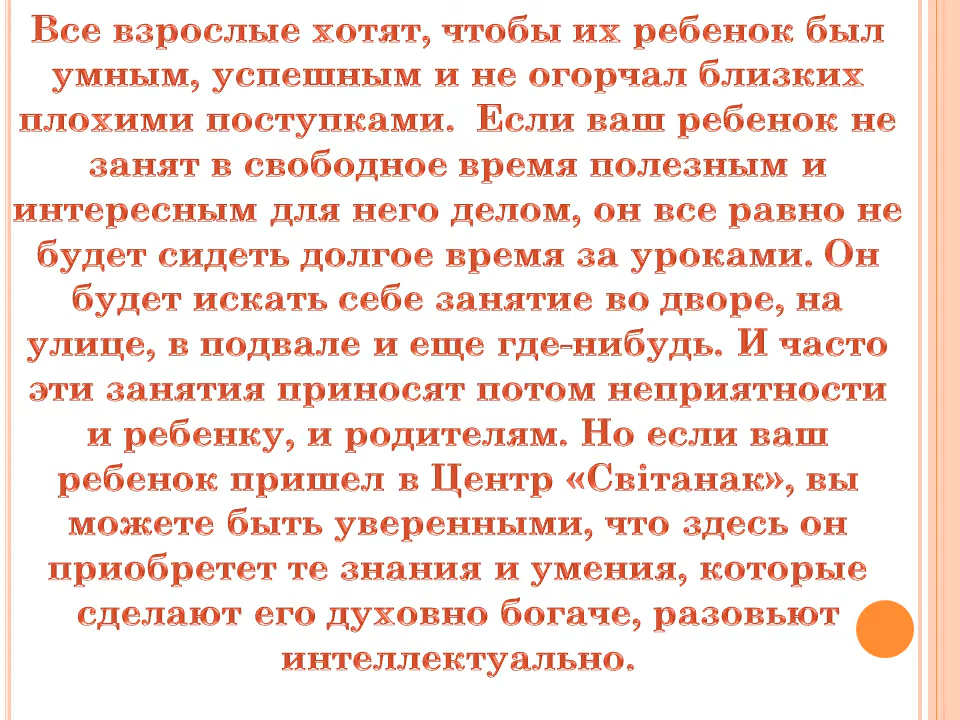 Все взрослые хотят, чтобы их ребенок был
умным, успешным и не огорчал близких
плохими поступками.  Если ваш ребенок не
занят в свободное время полезным и
интересным для него делом, он все равно не
будет сидеть долгое время за уроками. Он
будет искать себе занятие во дворе, на
улице, в подвале и еще где-нибудь. И часто
эти занятия приносят потом неприятности
и ребенку, и родителям. Но если ваш
ребенок пришел в Центр «Світанак», вы
можете быть уверенными, что здесь он
приобретет те знания и умения, которые
сделают его духовно богаче, разовьют
интеллектуально.